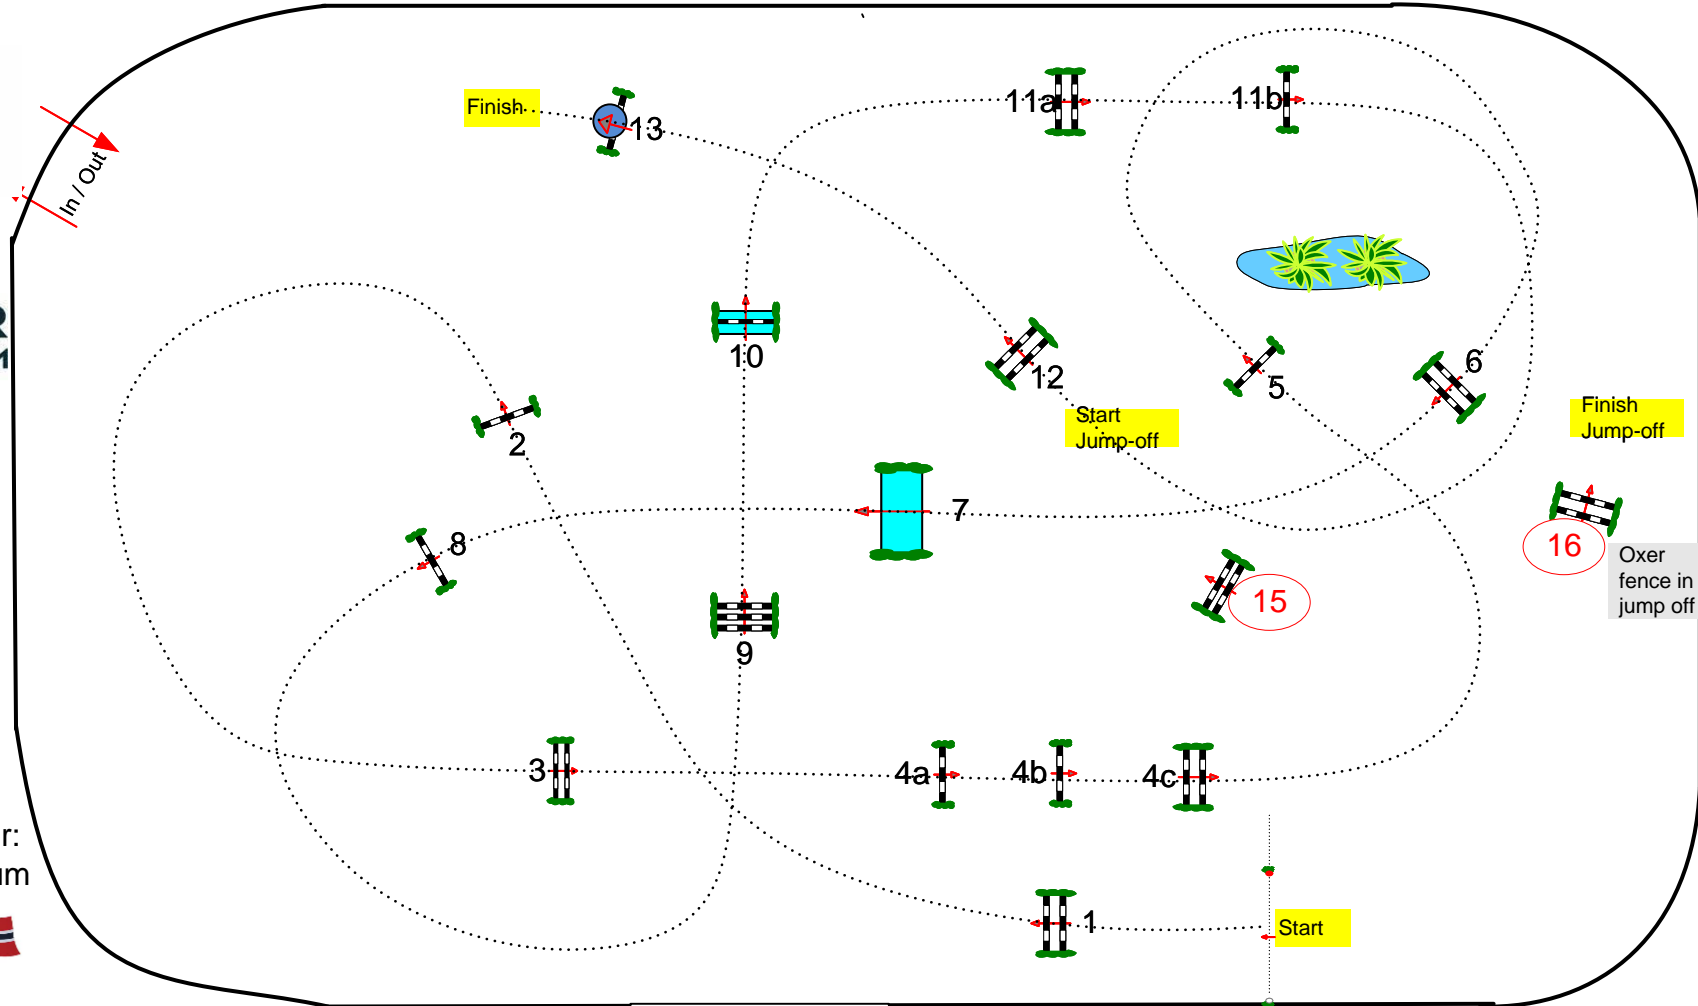 Finish
13
11a
11b
In / Out
10
12
5
6
2
Start
Jump-off
Finish
Jump-off
7
8
16
15
Oxer
fence in
jump off
9
3
4a
4b
4c
r:
um
1
Start